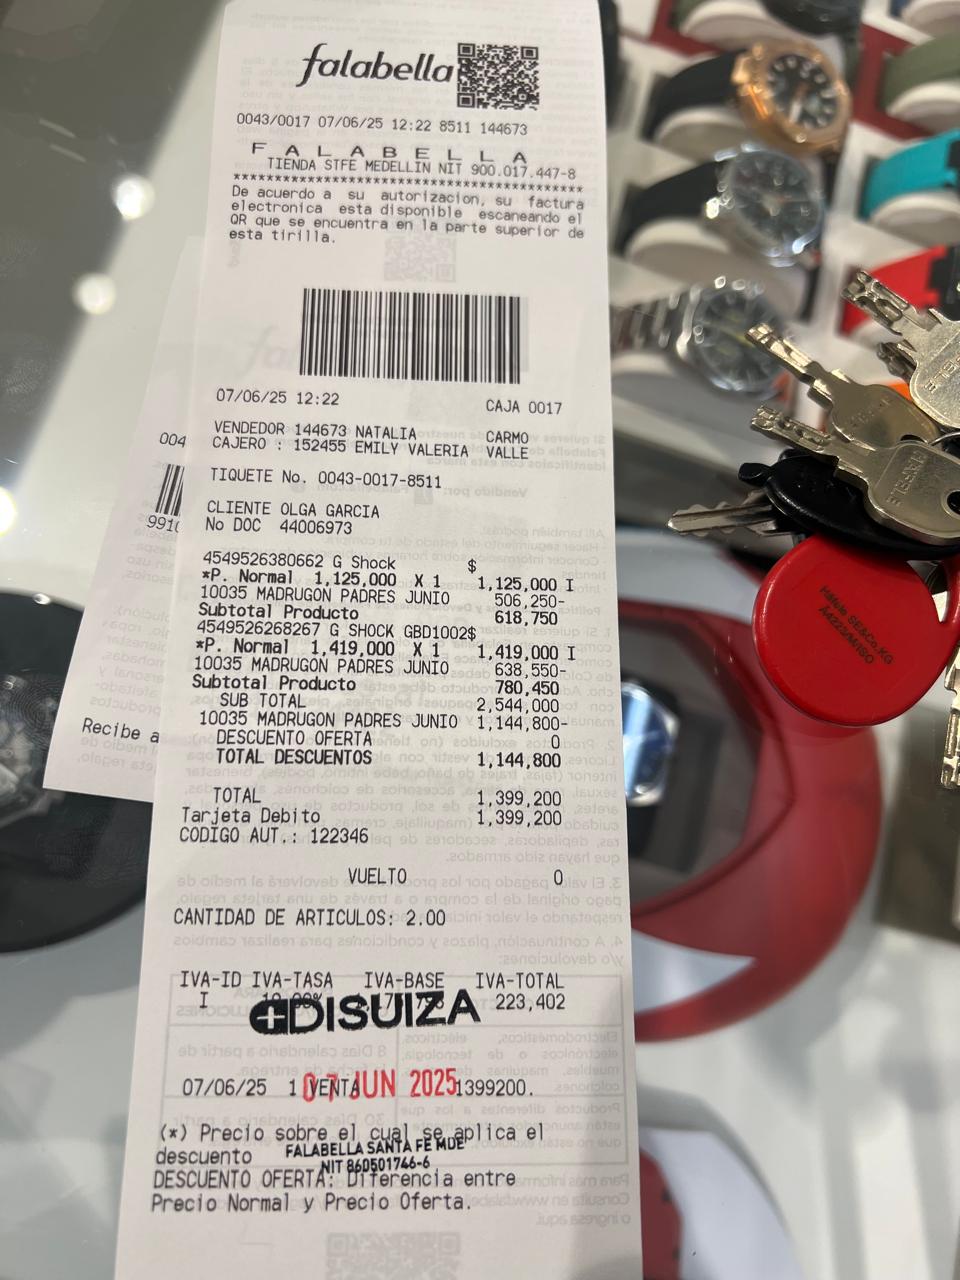 falabella
0043/0017 07/06/25 12:22 8511 144673
F A L A B E L L A
TIENDA STFE MEDELLIN NIT 900.017.447-8
******************************************
De acuerdo a su autorizacion, su factura
electronica esta disponible escaneando el
QR que se encuentra en la parte superior de
esta tirilla.
07/06/25 12:22 CAJA 0017
VENDEDOR 144673 NATALIA CARMO
CAJERO : 152455 EMILY VALERIA VALLE
TIQUETE No. 0043-0017-8511
CLIENTE OLGA GARCIA
No DOC 44006973
4549526380662 G Shock $
*P. Normal 1,125,000 X 1 1,125,000 I
10035 MADRUGON PADRES JUNIO 506,250-
Subtotal Producto 618,750
4549526268267 G SHOCK GBD1002$
*P. Normal 1,419,000 X 1 1,419,000 I
10035 MADRUGON PADRES JUNIO 638,550-
Subtotal Producto 780,450
SUB TOTAL 2,544,000
10035 MADRUGON PADRES JUNIO 1,144,800-
DESCUENTO OFERTA 0
TOTAL DESCUENTOS 1,144,800
TOTAL 1,399,200
Tarjeta Debito 1,399,200
CODIGO AUT.: 122346
VUELTO 0
CANTIDAD DE ARTICULOS: 2.00
IVA-ID IVA-TASA IVA-BASE IVA-TOTAL
I 223,402
DISUIZA
07/06/25 1 VENTA 1399200.
07 JUN 2025
(*) Precio sobre el cual se aplica el
descuento
FALABELLA SANTA FE MDE
NIT 860501746-6
DESCUENTO OFERTA: Diferencia entre
Precio Normal y Precio Oferta.
004
991
Recibe a
Häfele SE&Co.KG